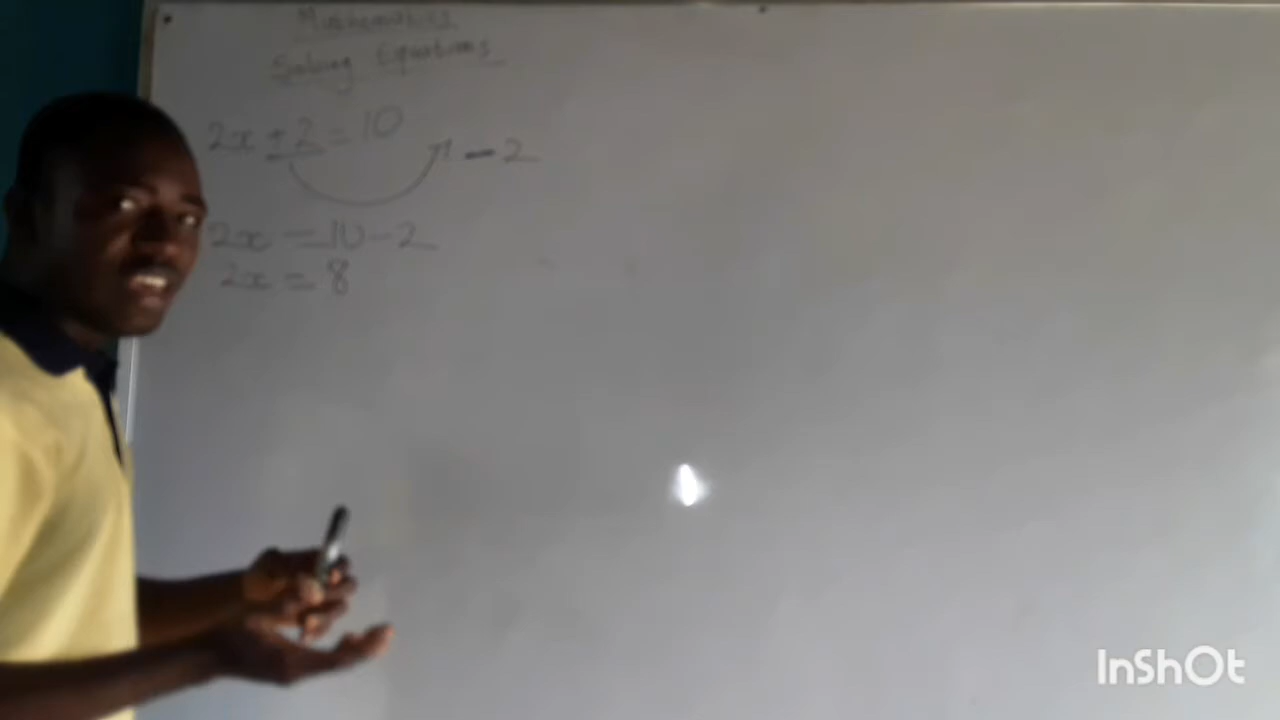 Mathematics
Solving Equations
2x + 2 = 10
- 2
2x = 10 - 2
2x = 8
InShOt